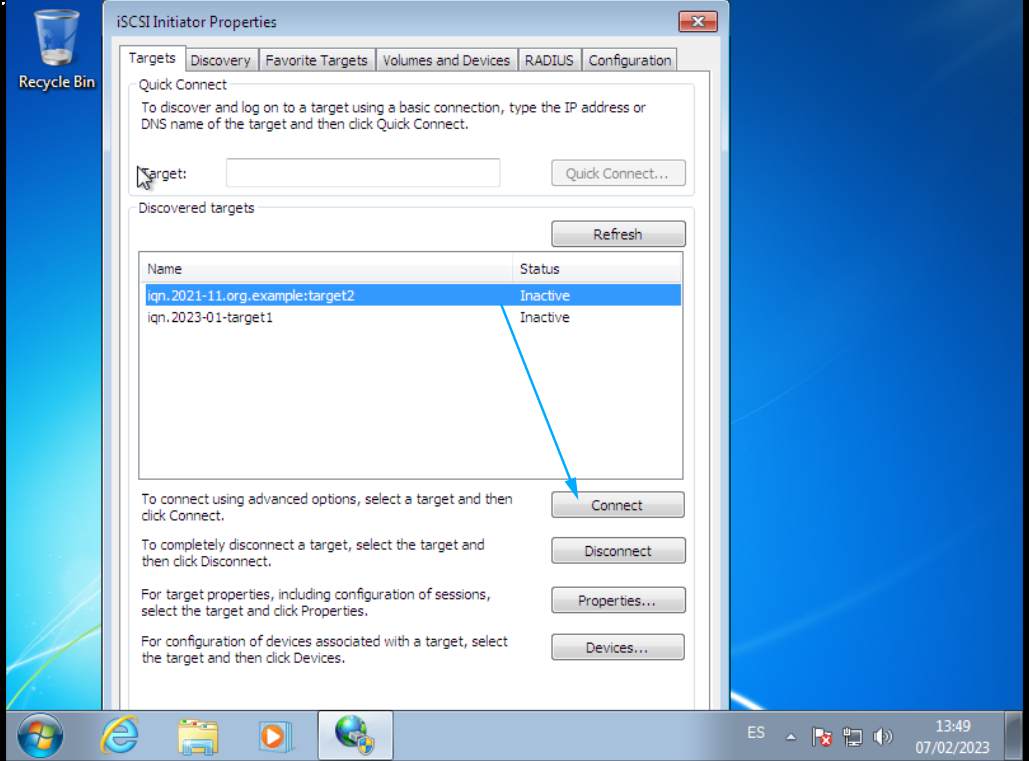 Recycle Bin
iSCSI Initiator Properties
Targets Discovery Favorite Targets Volumes and Devices RADIUS Configuration
Quick Connect
To discover and log on to a target using a basic connection, type the IP address or
DNS name of the target and then click Quick Connect.
Target:
Quick Connect...
Discovered targets
Refresh
Name Status
iqn.2021-11.org.example:target2 Inactive
iqn.2023-01-target1 Inactive
To connect using advanced options, select a target and then
click Connect.
Connect
To completely disconnect a target, select the target and
then click Disconnect.
Disconnect
For target properties, including configuration of sessions,
select the target and click Properties.
Properties...
For configuration of devices associated with a target, select
the target and then click Devices.
Devices...
ES
13:49
07/02/2023